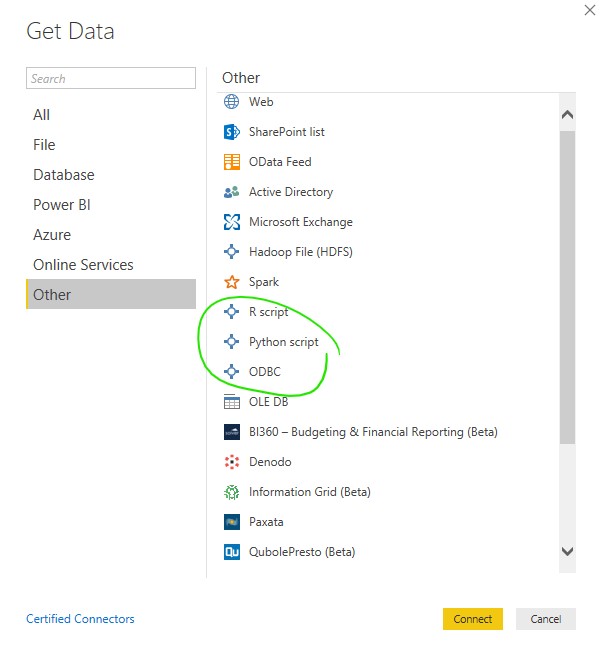 Get Data
Search
All
File
Database
Power BI
Azure
Online Services
Other
Other
Web
SharePoint list
OData Feed
Active Directory
Microsoft Exchange
Hadoop File (HDFS)
Spark
R script
Python script
ODBC
OLE DB
BI360 – Budgeting & Financial Reporting (Beta)
Denodo
Information Grid (Beta)
Paxata
QubolePresto (Beta)
Certified Connectors
Connect
Cancel